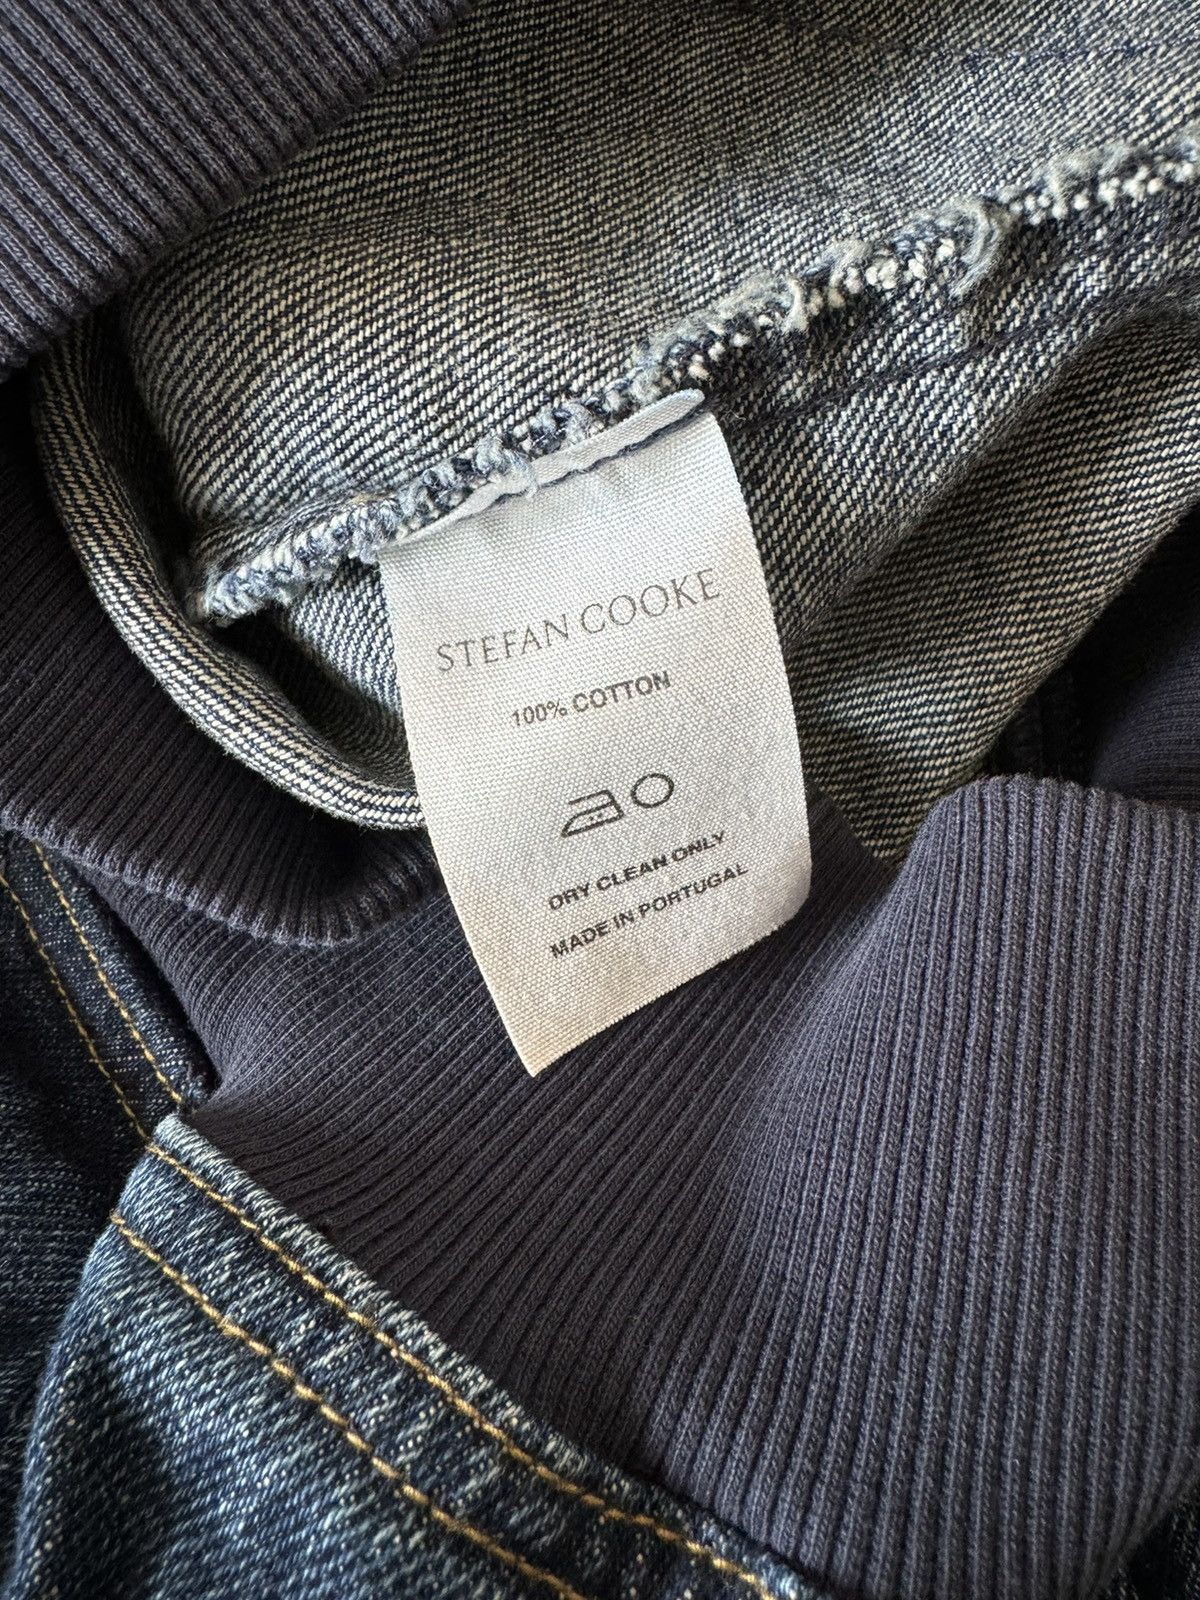 STEFAN COOKE
100% COTTON
DRY CLEAN ONLY
MADE IN PORTUGAL